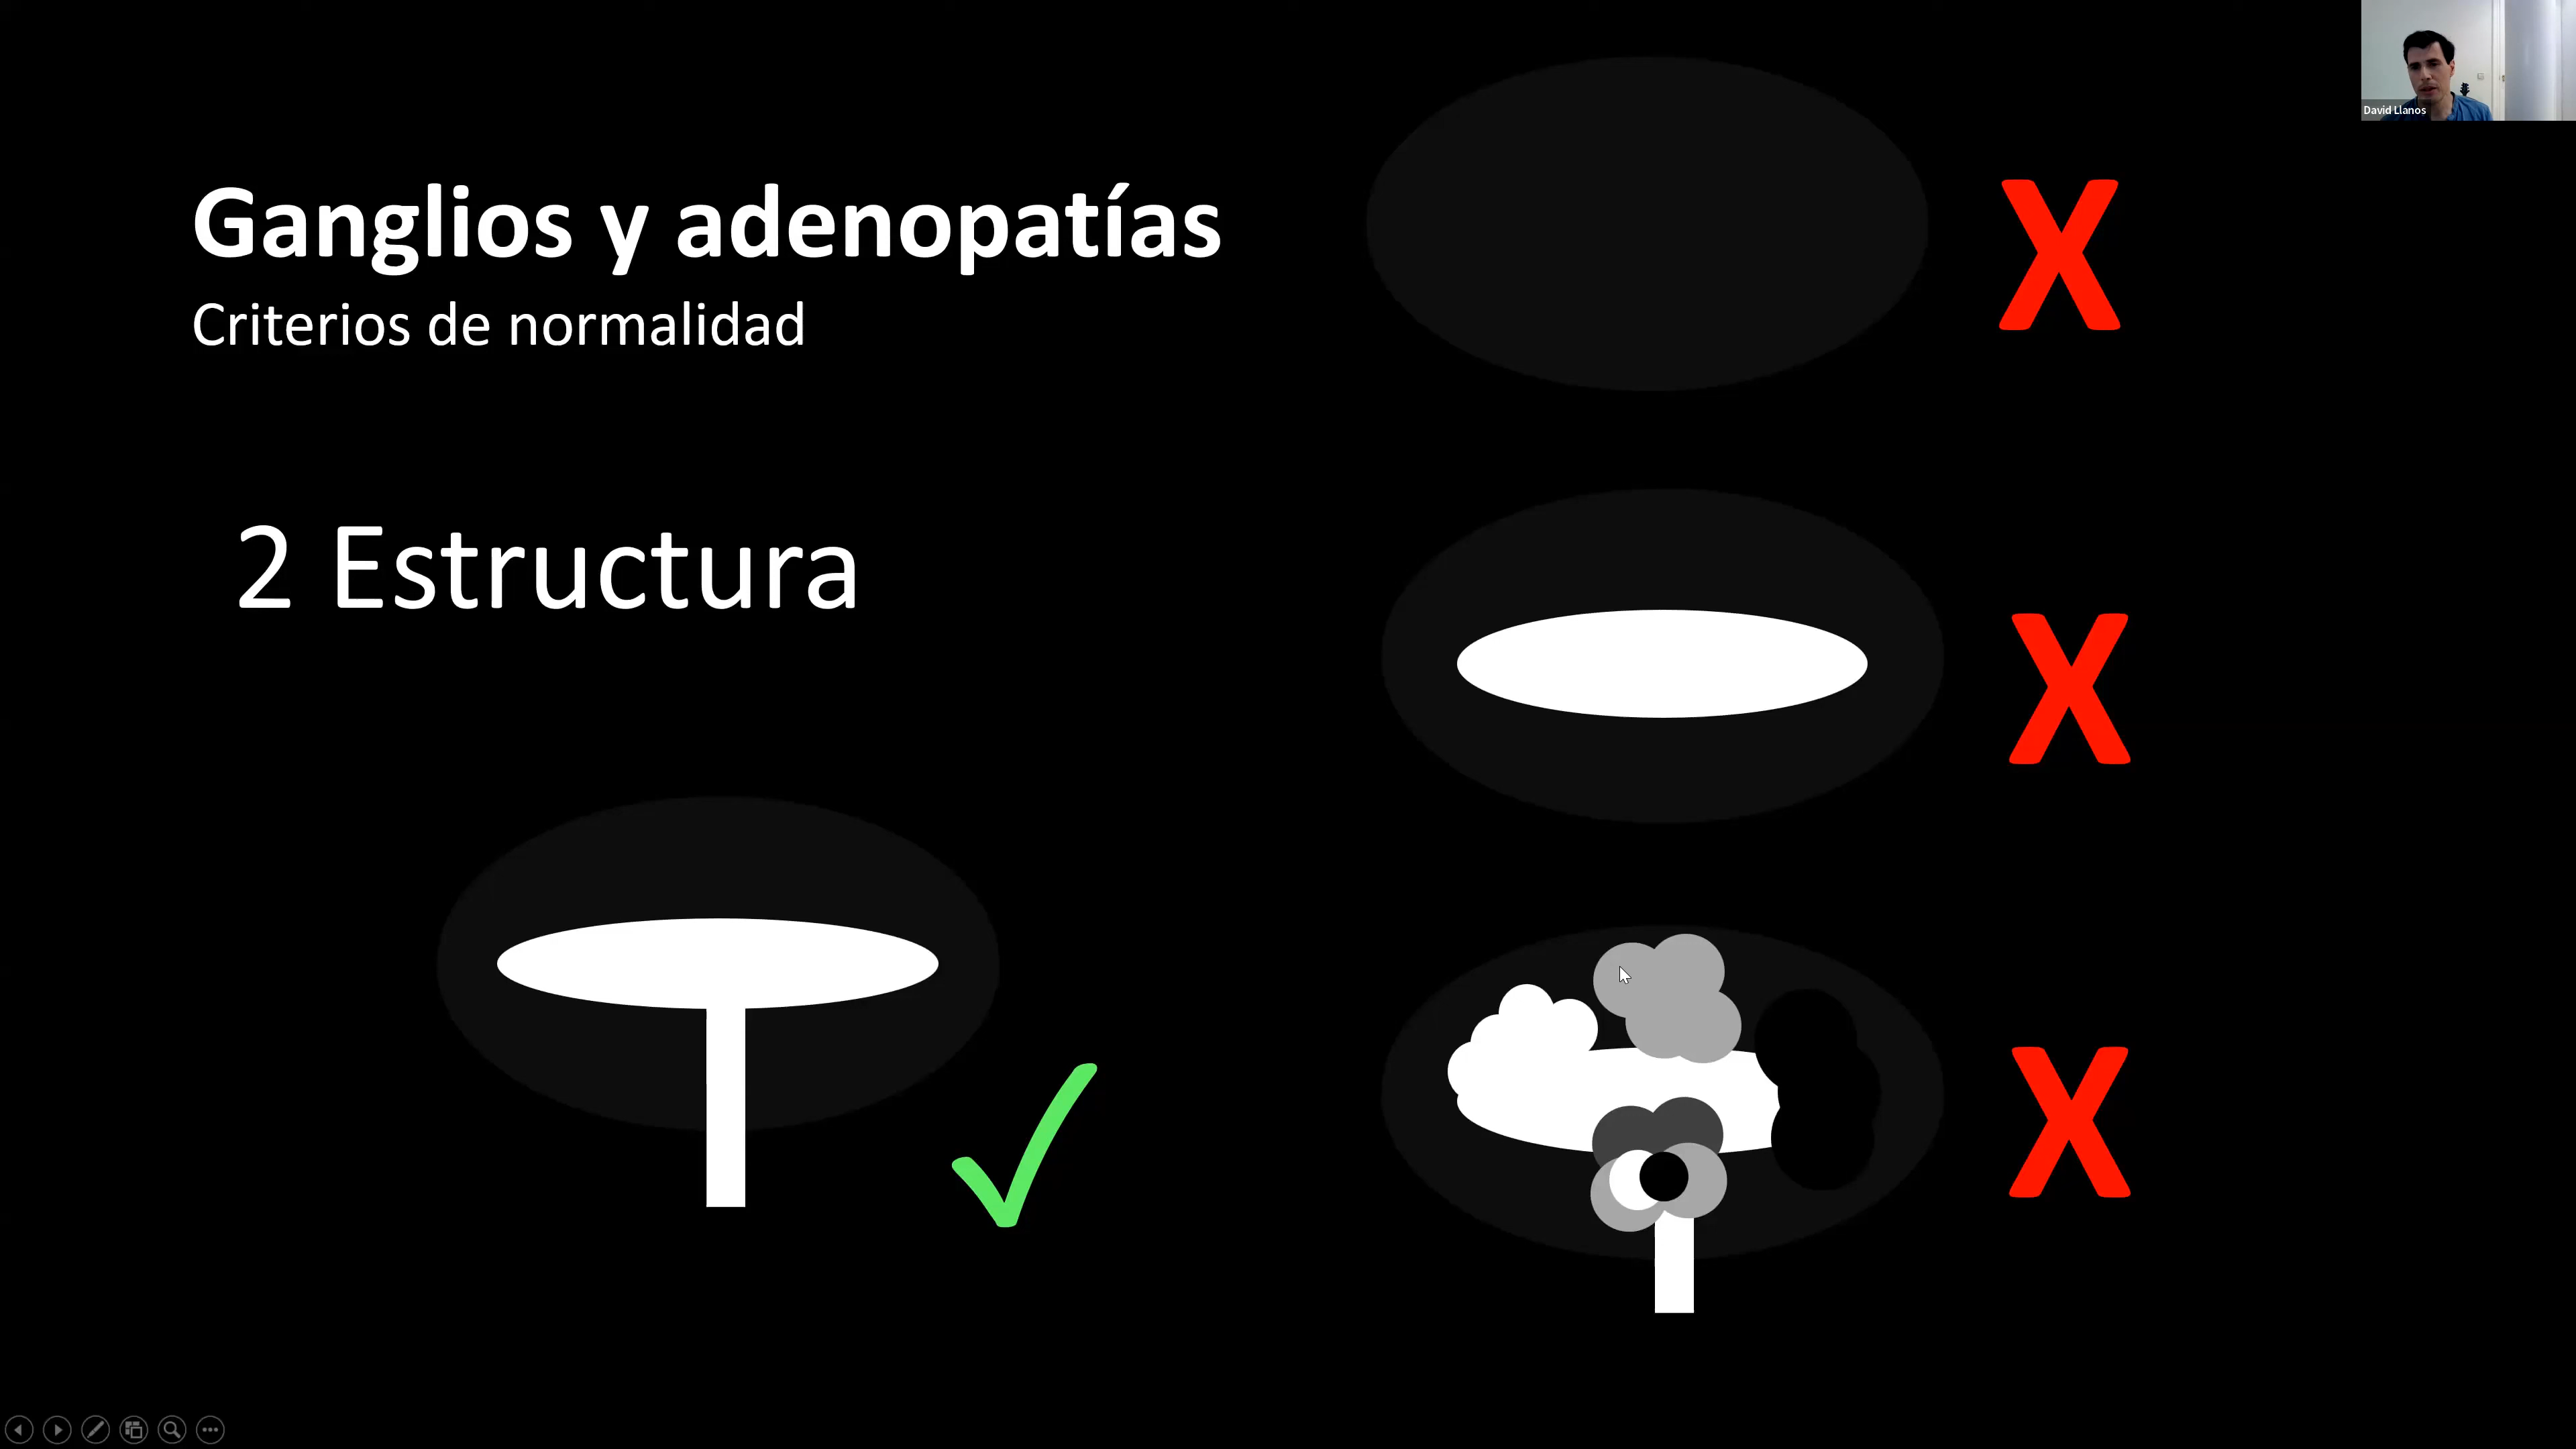 Ganglios y adenopatías
Criterios de normalidad
2 Estructura
X
X
X
David Llanos